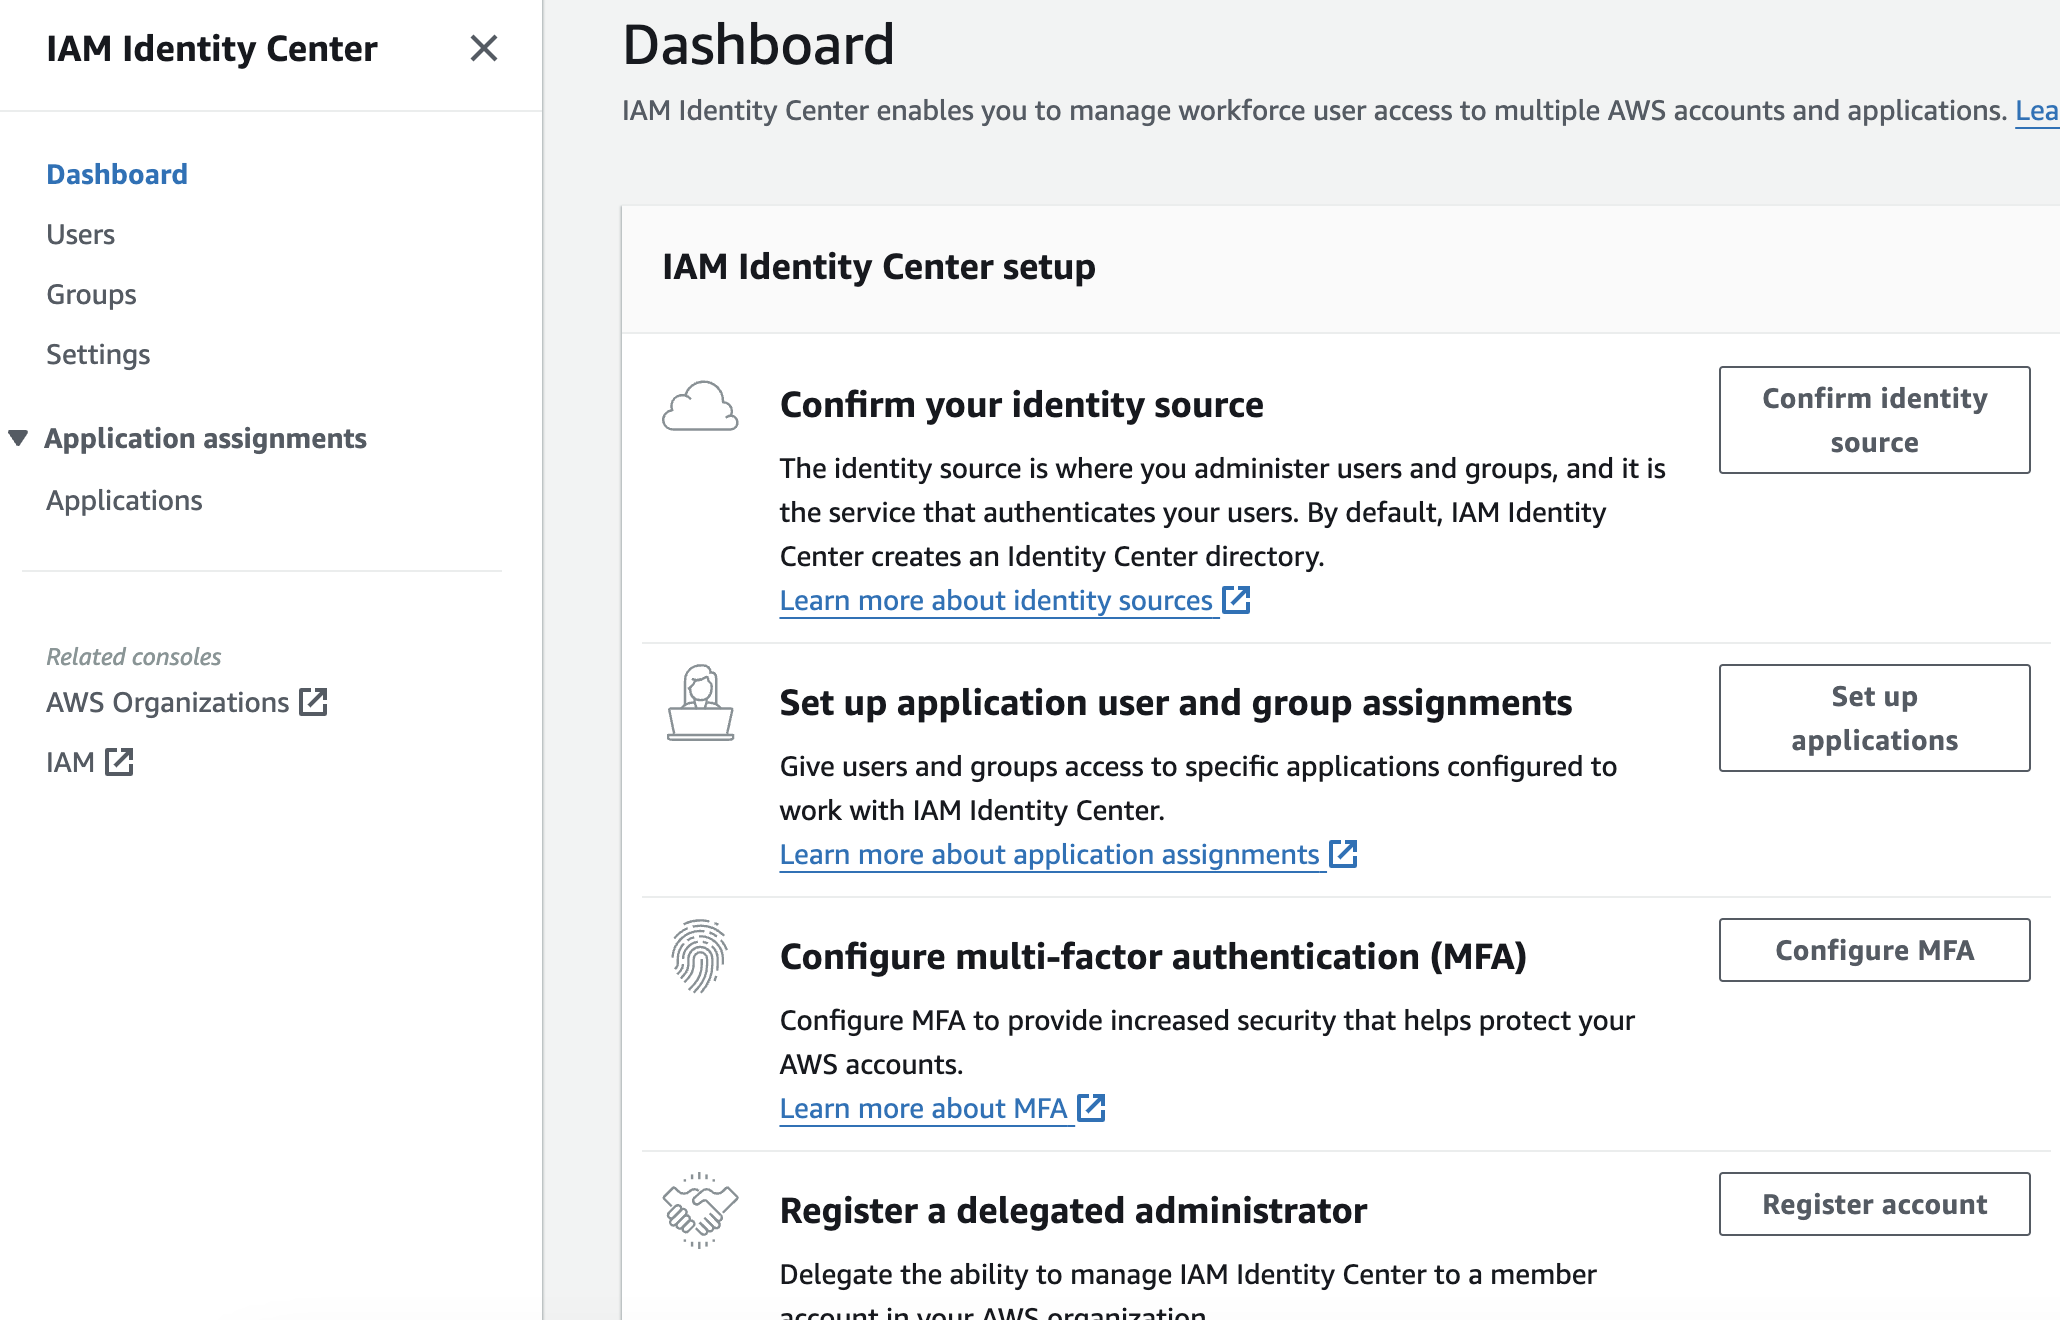 IAM Identity Center
Dashboard
Users
Groups
Settings
Application assignments
Applications
Related consoles
AWS Organizations
IAM
Dashboard
IAM Identity Center enables you to manage workforce user access to multiple AWS accounts and applications. Lea
IAM Identity Center setup
Confirm your identity source
The identity source is where you administer users and groups, and it is
the service that authenticates your users. By default, IAM Identity
Center creates an Identity Center directory.
Learn more about identity sources
Confirm identity
source
Set up application user and group assignments
Give users and groups access to specific applications configured to
work with IAM Identity Center.
Learn more about application assignments
Set up
applications
Configure multi-factor authentication (MFA)
Configure MFA to provide increased security that helps protect your
AWS accounts.
Learn more about MFA
Configure MFA
Register a delegated administrator
Delegate the ability to manage IAM Identity Center to a member
account in your AWS organization.
Register account